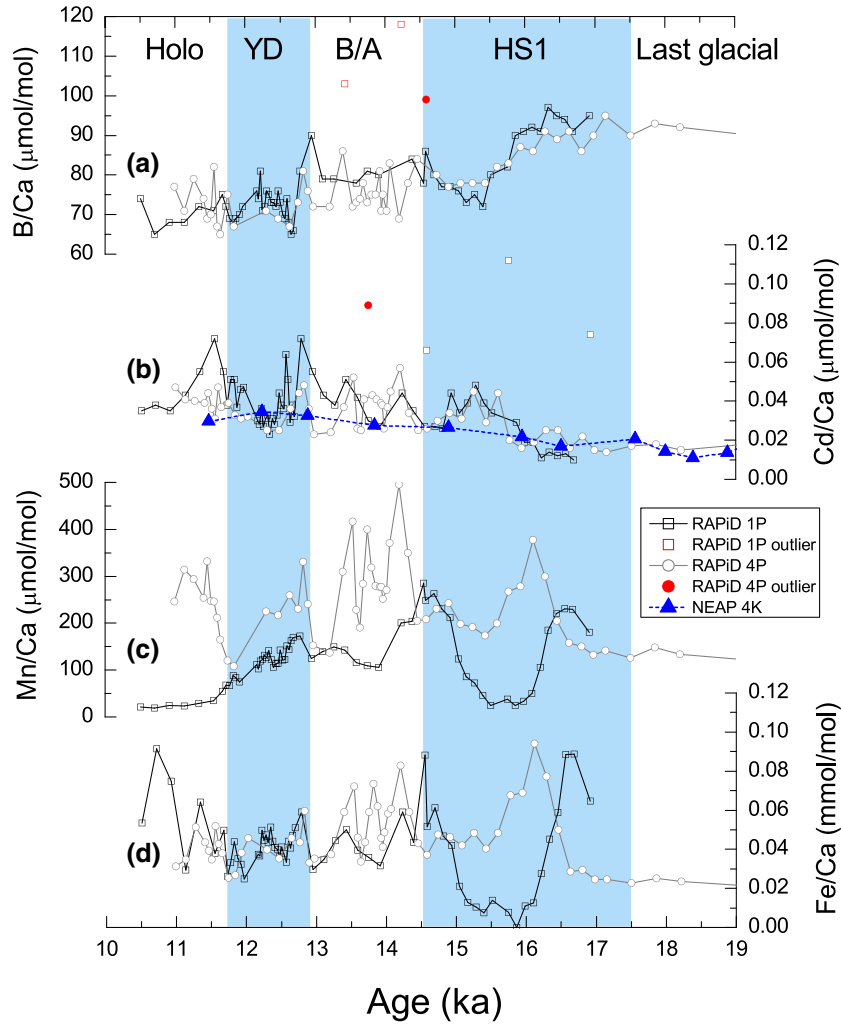 Holo YD B/A HS1 Last glacial
120
110
100
90
80
70
60
B/Ca (μmol/mol)
(a)
0.12
0.10
0.08
0.06
0.04
0.02
0.00
Cd/Ca (μmol/mol)
(b)
500
400
300
200
100
0
Mn/Ca (μmol/mol)
(c)
RAPiD 1P
RAPiD 1P outlier
RAPiD 4P
RAPiD 4P outlier
NEAP 4K
0.12
0.10
0.08
0.06
0.04
0.02
0.00
Fe/Ca (mmol/mol)
(d)
10 11 12 13 14 15 16 17 18 19
Age (ka)